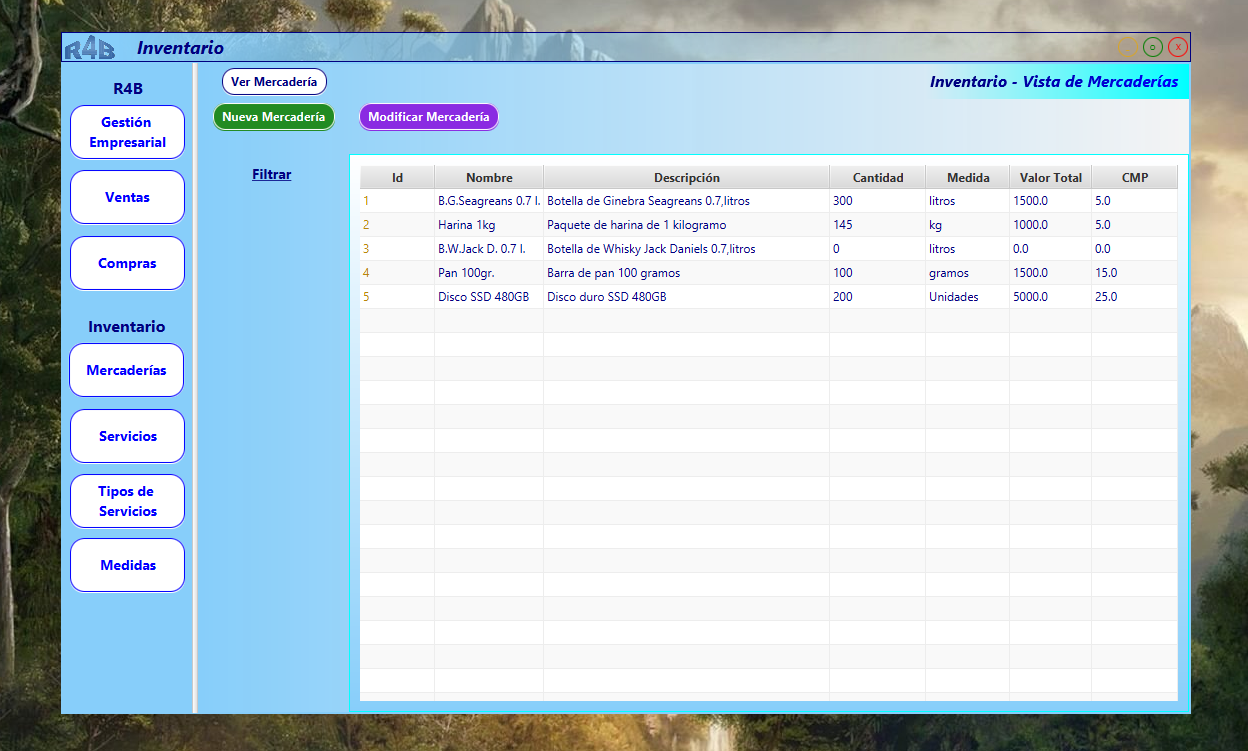 R4B Inventario
- o x
R4B
Gestión
Empresarial
Ventas
Compras
Inventario
Mercaderías
Servicios
Tipos de
Servicios
Medidas
Ver Mercadería
Inventario - Vista de Mercaderías
Nueva Mercadería Modificar Mercadería
Filtrar
Id Nombre Descripción Cantidad Medida Valor Total CMP
1 B.G.Seagreans 0.7 l. Botella de Ginebra Seagreans 0.7,litros 300 litros 1500.0 5.0
2 Harina 1kg Paquete de harina de 1 kilogramo 145 kg 1000.0 5.0
3 B.W.Jack D. 0.7 l. Botella de Whisky Jack Daniels 0.7,litros 0 litros 0.0 0.0
4 Pan 100gr. Barra de pan 100 gramos 100 gramos 1500.0 15.0
5 Disco SSD 480GB Disco duro SSD 480GB 200 Unidades 5000.0 25.0